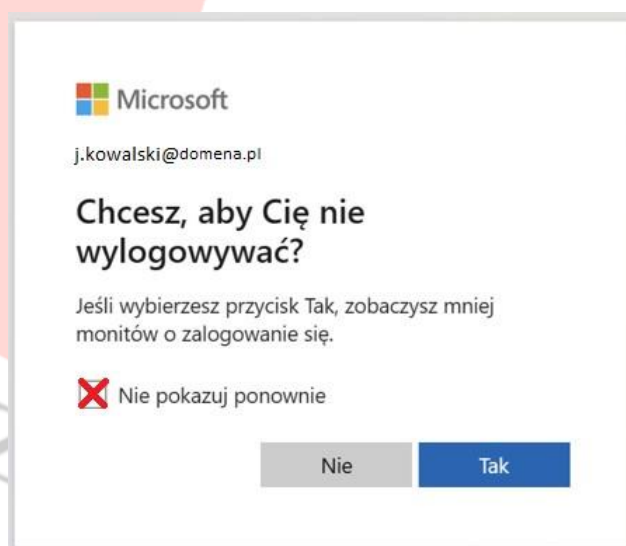 Microsoft
j.kowalski@domena.pl
Chcesz, aby Cię nie
wylogowywać?
Jeśli wybierzesz przycisk Tak, zobaczysz mniej
monitów o zalogowanie się.
Nie pokazuj ponownie
Nie Tak